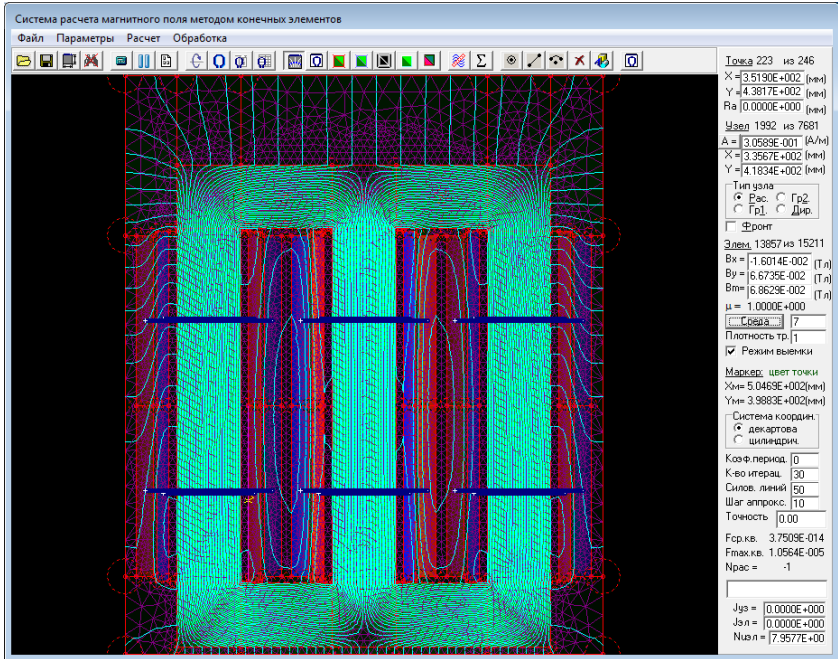 Система расчета магнитного поля методом конечных элементов
Файл Параметры Расчет Обработка
Точка 223 из 246
X = 3.5190E+002 (мм)
Y = 4.3817E+002 (мм)
Ra 0.0000E+000 (мм)
Узел 1992 из 7681
A = 3.0589E-001 (А/м)
X = 3.3567E+002 (мм)
Y = 4.1834E+002 (мм)
Тип узла
Рас. Гр2.
Гр1. Дир.
Фронт
Элем. 13857 из 15211
Bx = -1.6014E-002 (Тл)
By = 6.6735E-002 (Тл)
Bm= 6.8629E-002 (Тл)
μ = 1.0000E+000
Среда 7
Плотность тр. 1
Режим выемки
Маркер: цвет точки
Xм= 5.0469E+002(мм)
Yм= 3.9883E+002(мм)
Система координ.
декартова
цилиндрич.
Коэф.период. 0
К-во итерац. 30
Силов. линий 50
Шаг аппрокс. 10
Точность 0.00
Fср.кв. 3.7509E-014
Fmax.кв. 1.0564E-005
Nрас = -1
Jуз = 0.0000E+000
Jэл = 0.0000E+000
Nиэл = 7.9577E+00